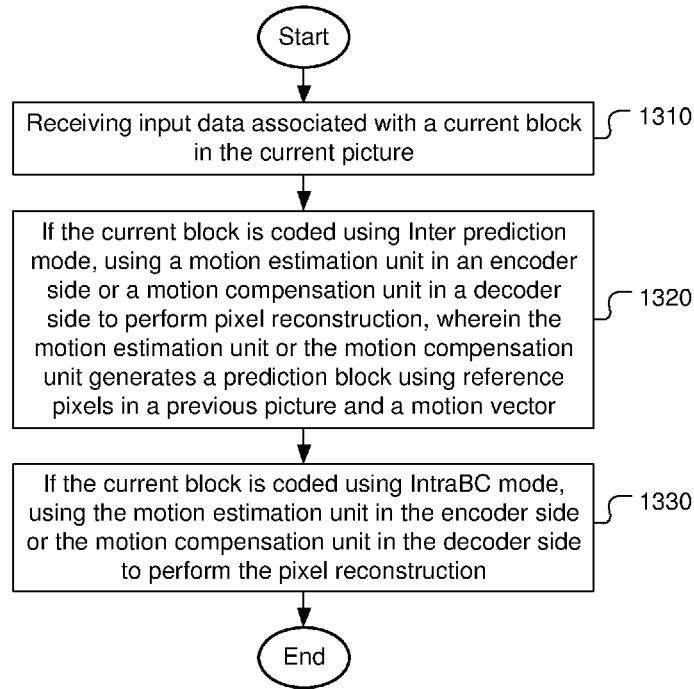 Start
Receiving input data associated with a current block
in the current picture
1310
If the current block is coded using Inter prediction
mode, using a motion estimation unit in an encoder
side or a motion compensation unit in a decoder
side to perform pixel reconstruction, wherein the
motion estimation unit or the motion compensation
unit generates a prediction block using reference
pixels in a previous picture and a motion vector
1320
If the current block is coded using IntraBC mode,
using the motion estimation unit in the encoder side
or the motion compensation unit in the decoder side
to perform the pixel reconstruction
1330
End